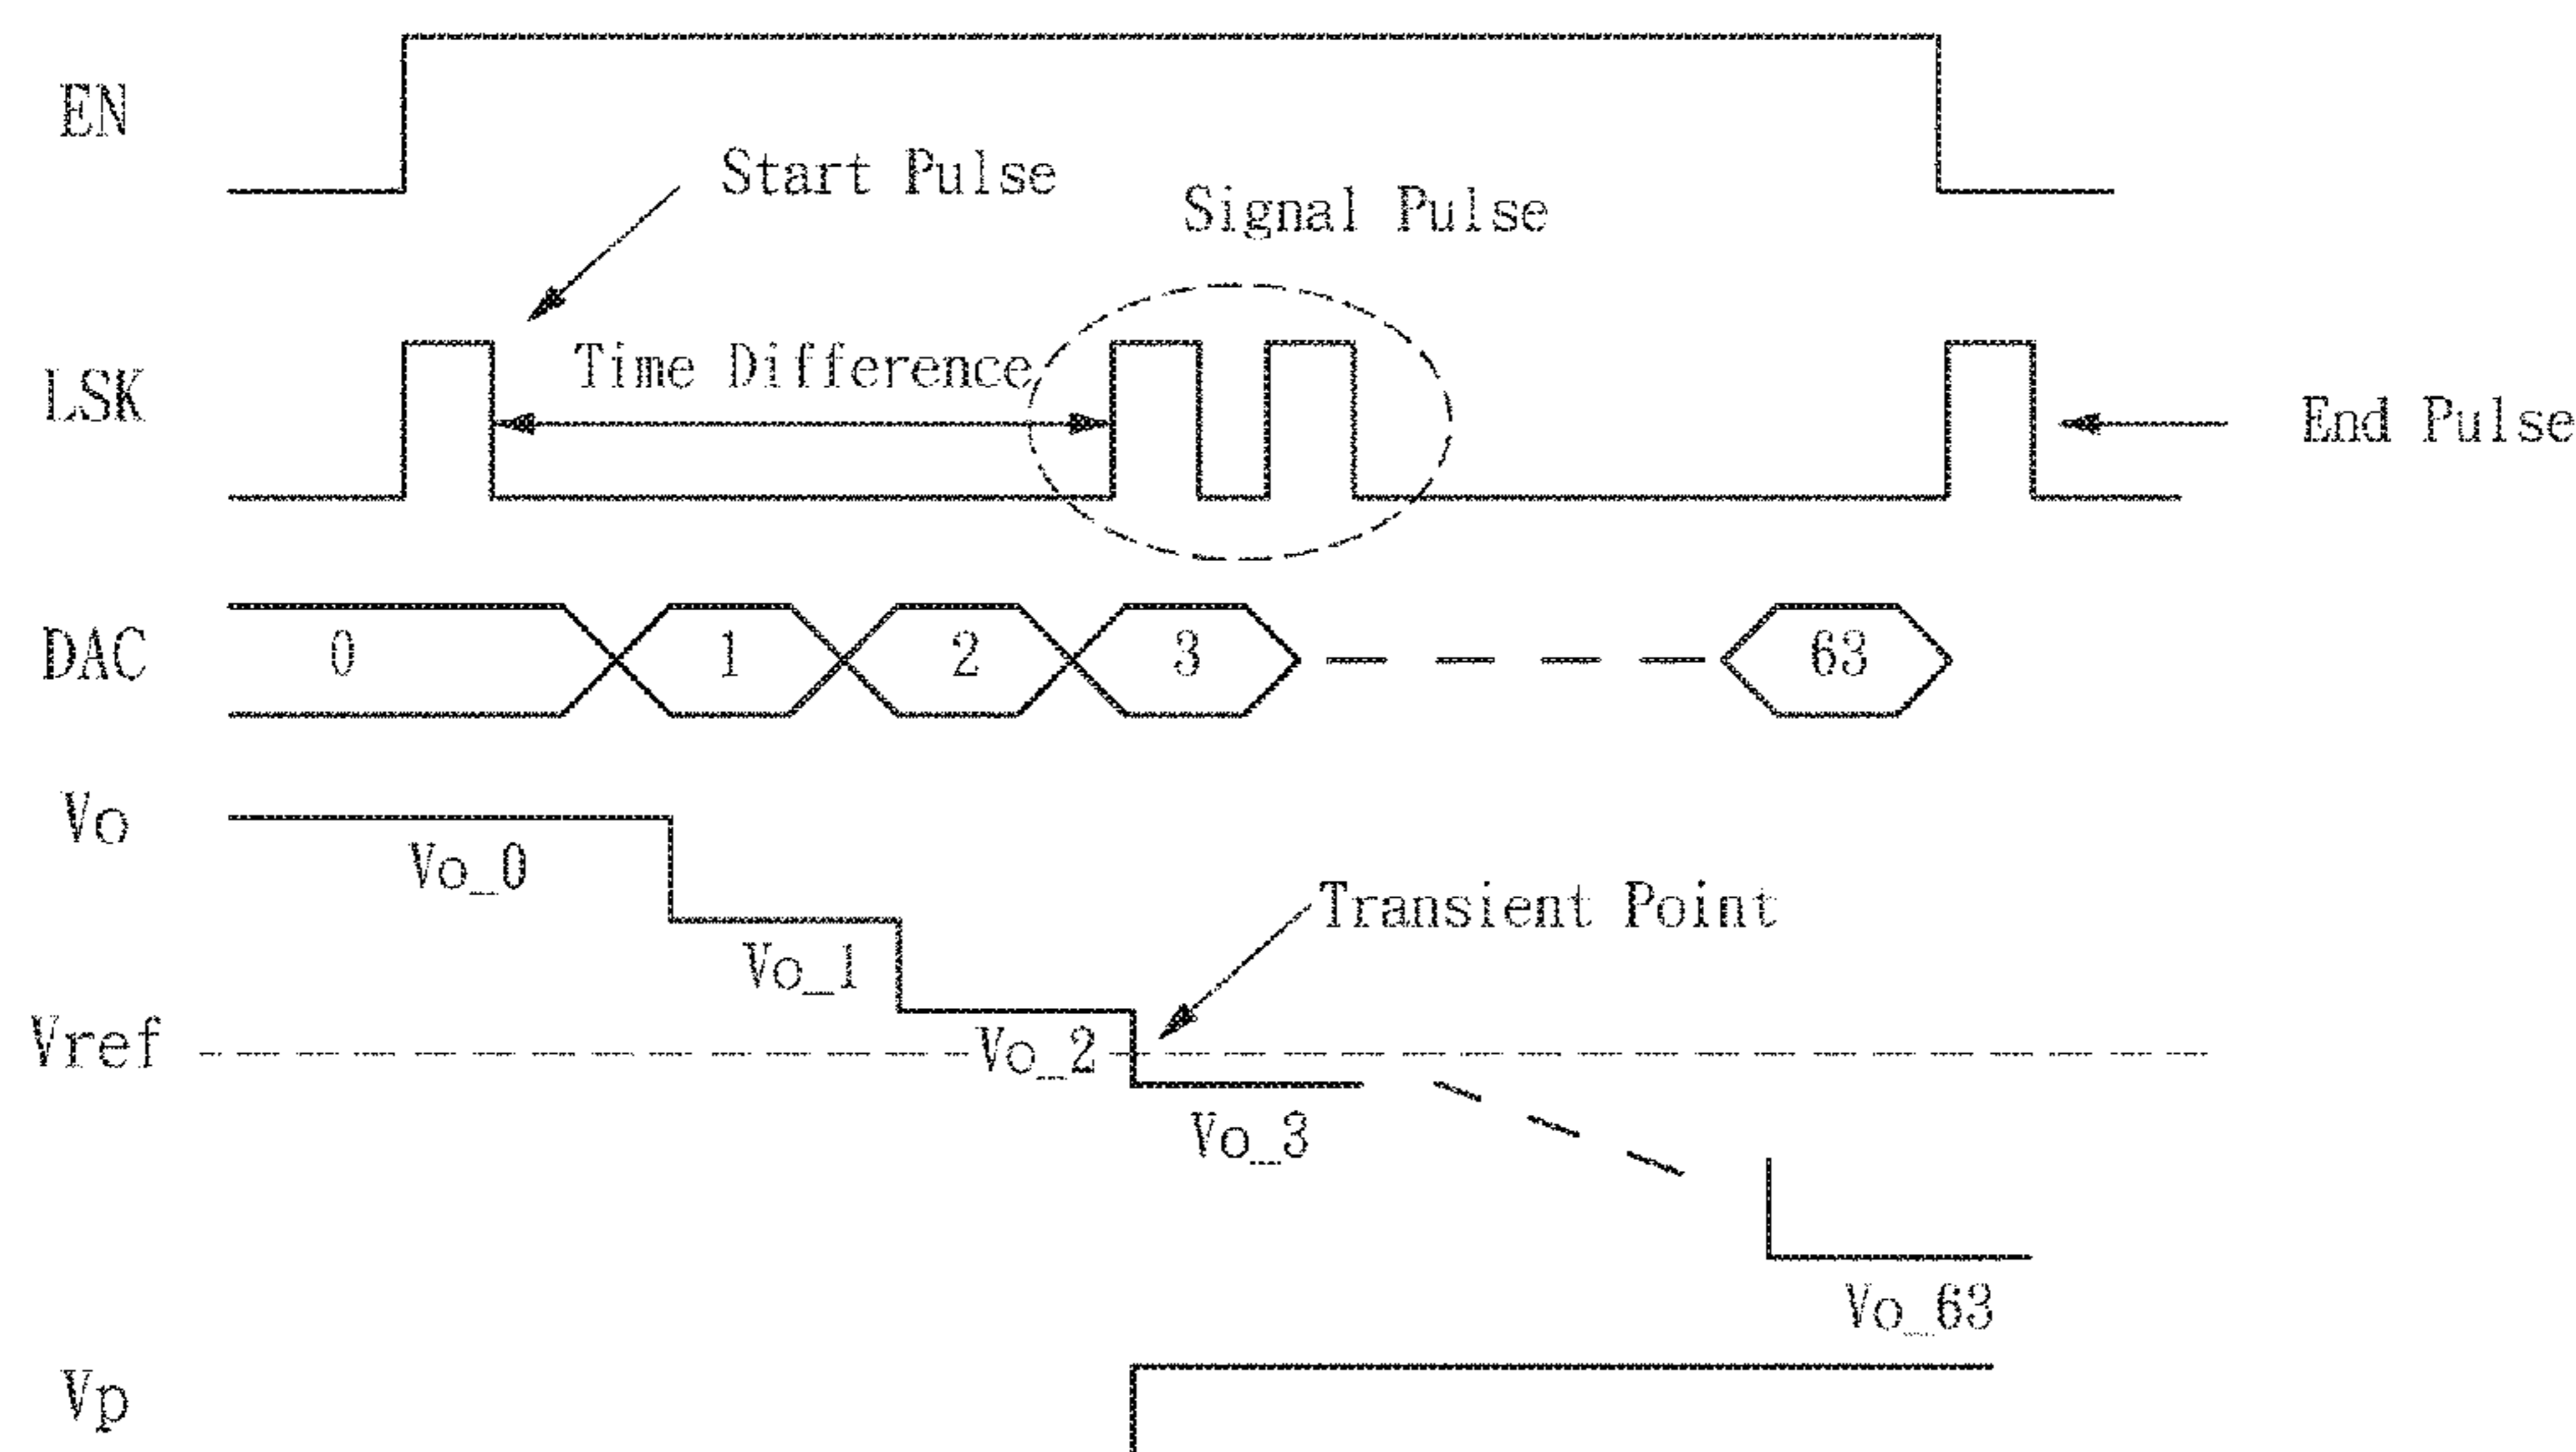 EN
Start Pulse
Signal Pulse
LSK
Time Difference
End Pulse
DAC
0
1
2
3
63
Vo
Vo_0
Vo_1
Transient Point
Vref
Vo_2
Vo_3
Vo_63
Vp